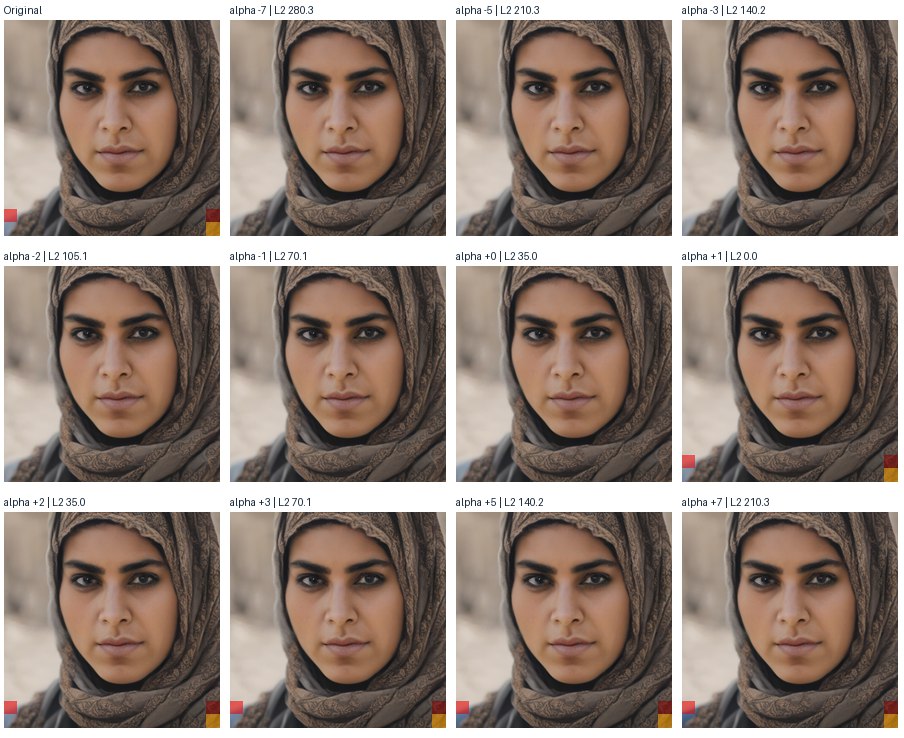 Original
alpha -7 | L2 280.3
alpha -5 | L2 210.3
alpha -3 | L2 140.2
alpha -2 | L2 105.1
alpha -1 | L2 70.1
alpha +0 | L2 35.0
alpha +1 | L2 0.0
alpha +2 | L2 35.0
alpha +3 | L2 70.1
alpha +5 | L2 140.2
alpha +7 | L2 210.3